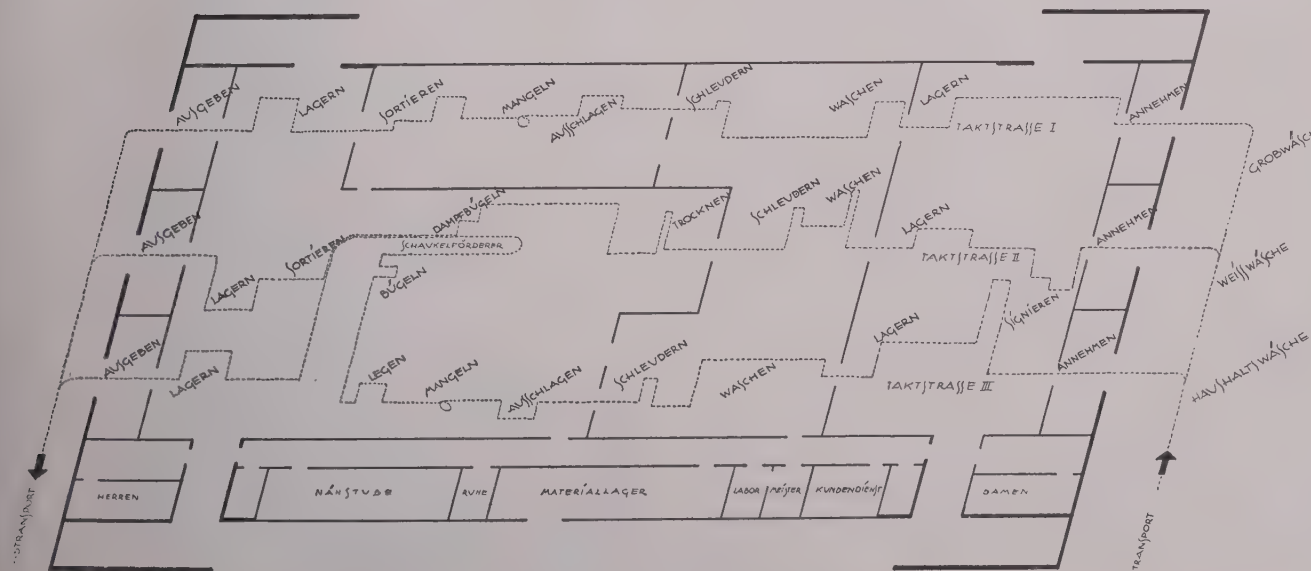 AUSGEBEN
LAGERN
SORTIEREN
MANGELN
AUSSCHLAGEN
SCHLEUDERN
WASCHEN
LAGERN
TAKTSTRASSE I
ANNEHMEN
GROBWÄSCHE
AUSGEBEN
LAGERN
SORTIEREN
DAMPFBÜGELN
SCHAUKELFÖRDERER
BÜGELN
TROCKNEN
SCHLEUDERN
WASCHEN
LAGERN
TAKTSTRASSE II
SIGNIEREN
ANNEHMEN
WEISSWÄSCHE
AUSGEBEN
LAGERN
LEGEN
MANGELN
AUSSCHLAGEN
SCHLEUDERN
WASCHEN
LAGERN
TAKTSTRASSE III
ANNEHMEN
HAUSHALTSWÄSCHE
HERREN
NÄHSTUBE
RUHE
MATERIALLAGER
LABOR
MEISTER
KUNDENDIENST
DAMEN
TRANSPORT